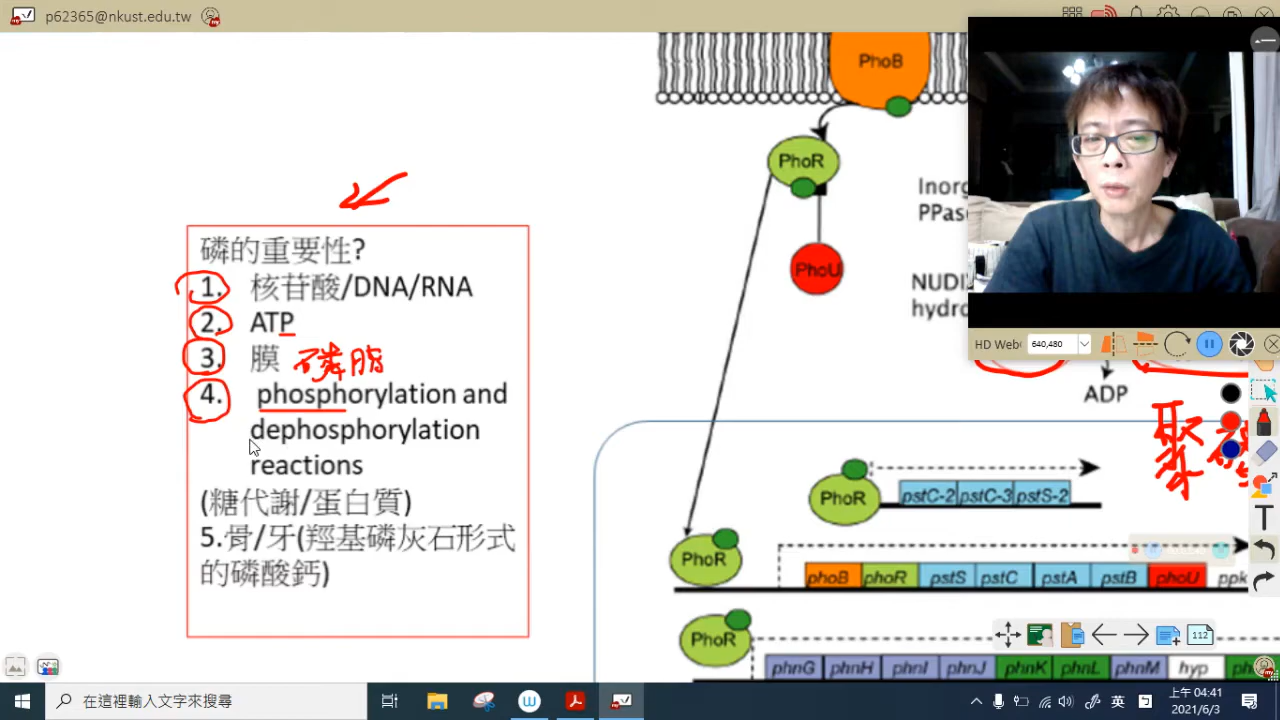 p62365@nkust.edu.tw
PhoB
PhoR
PhoU
Inorg
PPase
NUDI
hydro
HD Web
640,480
ADP
聚磷
磷的重要性?
1. 核苷酸/DNA/RNA
2. ATP
3. 膜 磷脂
4. phosphorylation and
dephosphorylation
reactions
(糖代謝/蛋白質)
5.骨/牙(羥基磷灰石形式
的磷酸鈣)
PhoR pstC-2 pstC-3 pstS-2
PhoR phoB phoR pstS pstC pstA pstB phoU ppk
PhoR phnG phnH phnI phnJ phnK phnL phnM hyp
T
112
在這裡輸入文字來搜尋
英
上午 04:41
2021/6/3